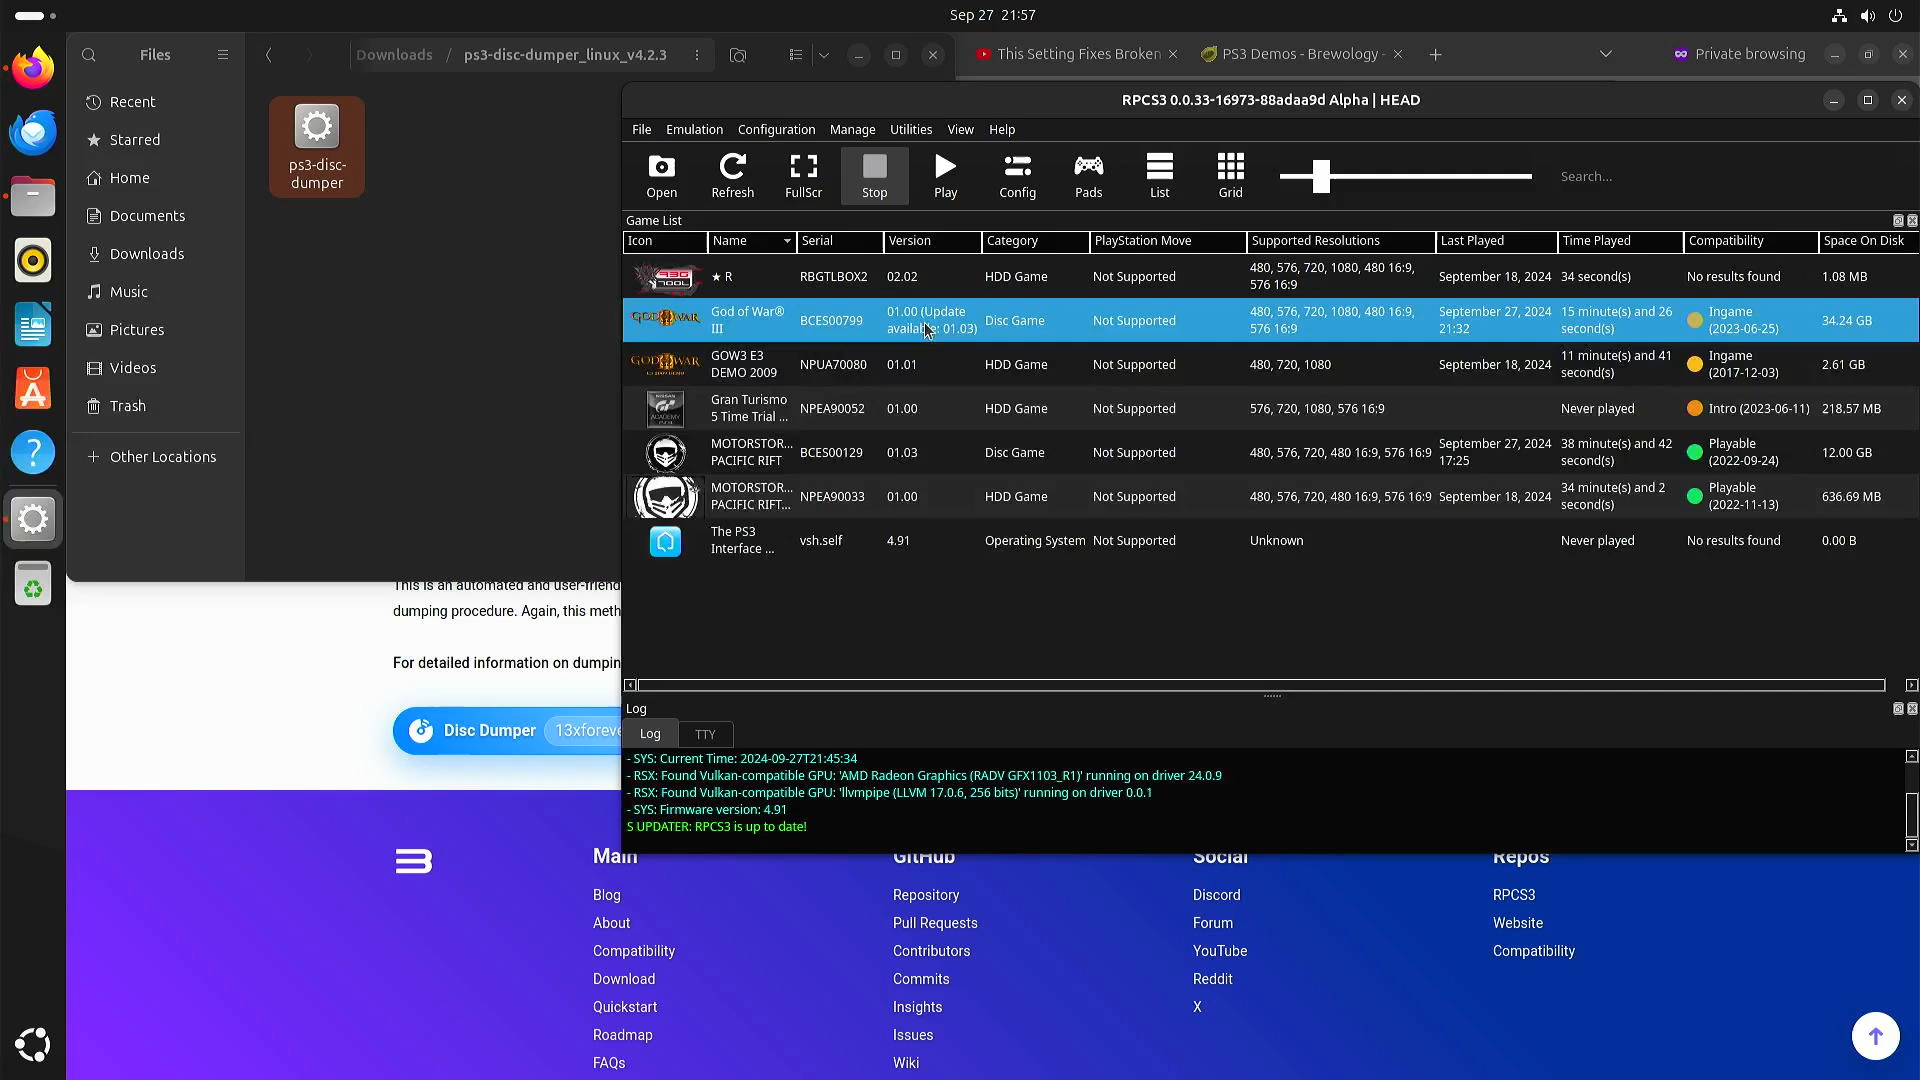 Sep 27 21:57
Files
Downloads / ps3-disc-dumper_linux_v4.2.3
This Setting Fixes Broken
PS3 Demos - Brewology -
Private browsing
Recent
Starred
Home
Documents
Downloads
Music
Pictures
Videos
Trash
Other Locations
ps3-disc-
dumper
RPCS3 0.0.33-16973-88adaa9d Alpha | HEAD
File Emulation Configuration Manage Utilities View Help
Open Refresh FullScr Stop Play Config Pads List Grid
Search...
Game List
Icon Name Serial Version Category PlayStation Move Supported Resolutions Last Played Time Played Compatibility Space On Disk
★ R RBGTLBOX2 02.02 HDD Game Not Supported 480, 576, 720, 1080, 480 16:9, September 18, 2024 34 second(s) No results found 1.08 MB
576 16:9
God of War® 01.00 (Update 480, 576, 720, 1080, 480 16:9, September 27, 2024 15 minute(s) and 26 Ingame
III BCES00799 available: 01.03) Disc Game Not Supported 576 16:9 21:32 second(s) (2023-06-25) 34.24 GB
GOW3 E3 11 minute(s) and 41 Ingame
DEMO 2009 NPUA70080 01.01 HDD Game Not Supported 480, 720, 1080 September 18, 2024 second(s) (2017-12-03) 2.61 GB
Gran Turismo
5 Time Trial ... NPEA90052 01.00 HDD Game Not Supported 576, 720, 1080, 576 16:9 Never played Intro (2023-06-11) 218.57 MB
MOTORSTOR... September 27, 2024 38 minute(s) and 42 Playable
PACIFIC RIFT BCES00129 01.03 Disc Game Not Supported 480, 576, 720, 480 16:9, 576 16:9 17:25 second(s) (2022-09-24) 12.00 GB
MOTORSTOR... 34 minute(s) and 2 Playable
PACIFIC RIFT... NPEA90033 01.00 HDD Game Not Supported 480, 576, 720, 480 16:9, 576 16:9 September 18, 2024 second(s) (2022-11-13) 636.69 MB
The PS3
Interface ... vsh.self 4.91 Operating System Not Supported Unknown Never played No results found 0.00 B
Log
Log TTY
- SYS: Current Time: 2024-09-27T21:45:34
- RSX: Found Vulkan-compatible GPU: 'AMD Radeon Graphics (RADV GFX1103_R1)' running on driver 24.0.9
- RSX: Found Vulkan-compatible GPU: 'llvmpipe (LLVM 17.0.6, 256 bits)' running on driver 0.0.1
- SYS: Firmware version: 4.91
S UPDATER: RPCS3 is up to date!
This is an automated and user-friend
dumping procedure. Again, this meth
For detailed information on dumpin
Disc Dumper 13xforeve
Main GitHub Social Repos
Blog Repository Discord RPCS3
About Pull Requests Forum Website
Compatibility Contributors YouTube Compatibility
Download Commits Reddit
Quickstart Insights X
Roadmap Issues
FAQs Wiki